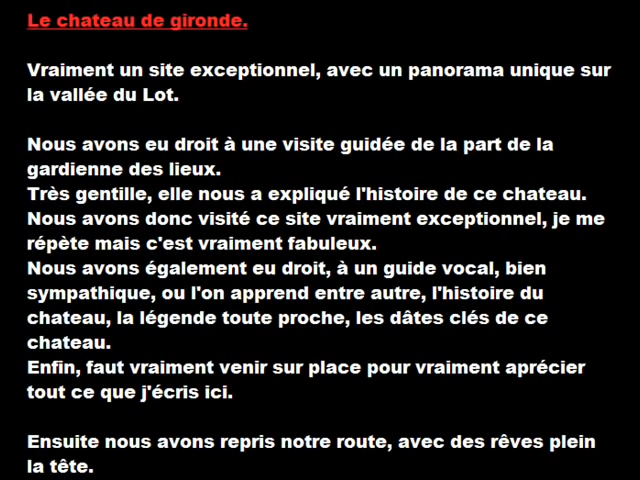 Le chateau de gironde.
Vraiment un site exceptionnel, avec un panorama unique sur
la vallée du Lot.
Nous avons eu droit à une visite guidée de la part de la
gardienne des lieux.
Très gentille, elle nous a expliqué l'histoire de ce chateau.
Nous avons donc visité ce site vraiment exceptionnel, je me
répète mais c'est vraiment fabuleux.
Nous avons également eu droit, à un guide vocal, bien
sympathique, ou l'on apprend entre autre, l'histoire du
chateau, la légende toute proche, les dâtes clés de ce
chateau.
Enfin, faut vraiment venir sur place pour vraiment aprécier
tout ce que j'écris ici.
Ensuite nous avons repris notre route, avec des rêves plein
la tête.